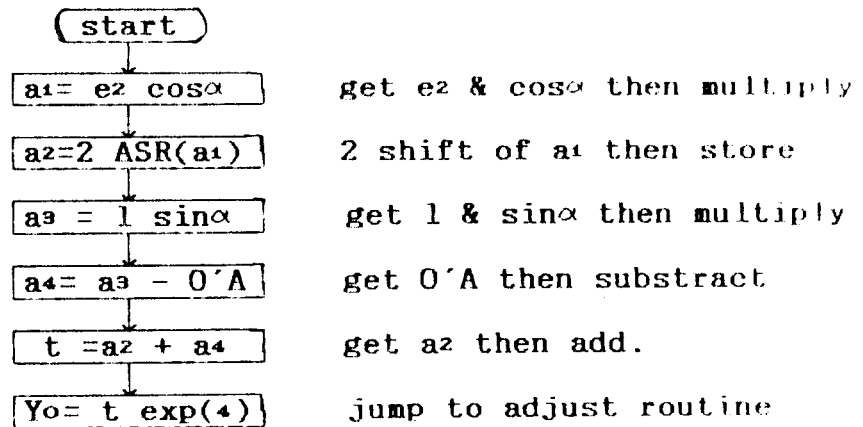 start
a1= e2 cosα get e2 & cosα then multiply
a2=2 ASR(a1) 2 shift of a1 then store
a3 = l sinα get l & sinα then multiply
a4= a3 - O´A get O´A then substract
t =a2 + a4 get a2 then add.
Yo= t exp(4) jump to adjust routine